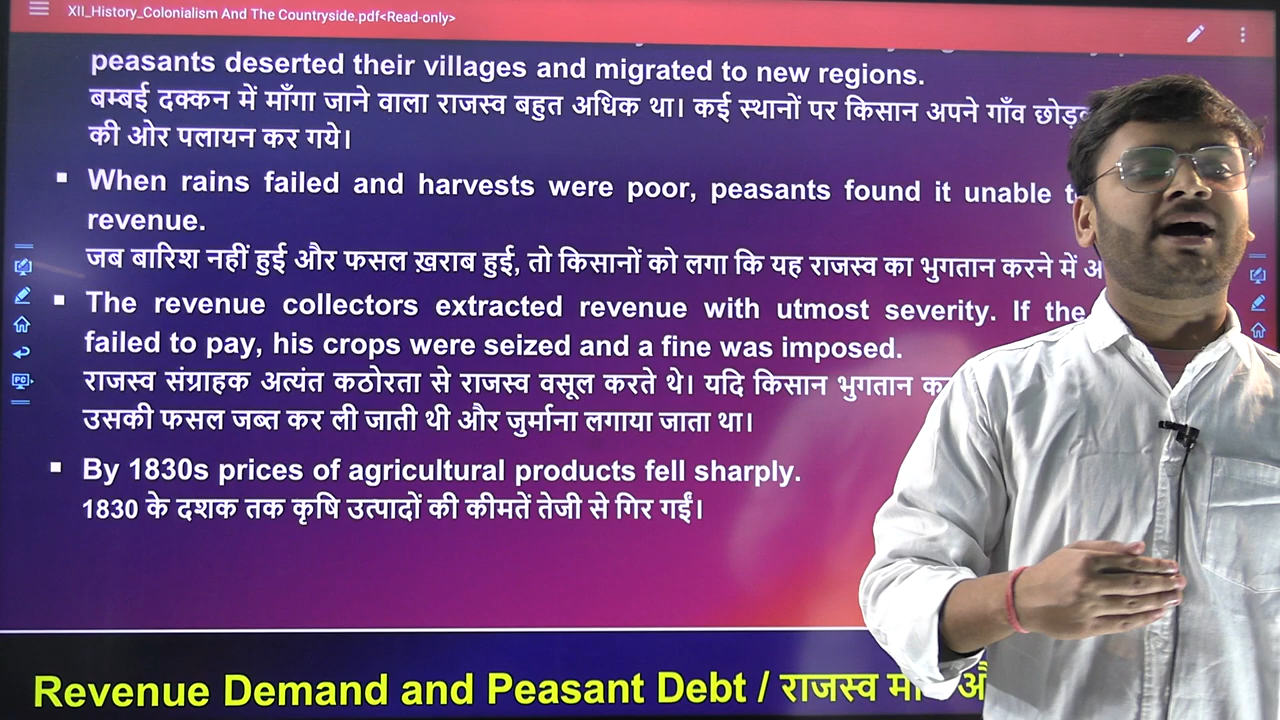 XII_History_Colonialism And The Countryside.pdf<Read-only>
peasants deserted their villages and migrated to new regions.
बम्बई दक्कन में माँगा जाने वाला राजस्व बहुत अधिक था। कई स्थानों पर किसान अपने गाँव
की ओर पलायन कर गये।
▪ When rains failed and harvests were poor, peasants found it unable
revenue.
जब बारिश नहीं हुई और फसल ख़राब हुई, तो किसानों को लगा कि यह राजस्व का भुगतान करने में
▪ The revenue collectors extracted revenue with utmost severity. If the
failed to pay, his crops were seized and a fine was imposed.
राजस्व संग्राहक अत्यंत कठोरता से राजस्व वसूल करते थे। यदि किसान भुगतान
उसकी फसल जब्त कर ली जाती थी और जुर्माना लगाया जाता था।
▪ By 1830s prices of agricultural products fell sharply.
1830 के दशक तक कृषि उत्पादों की कीमतें तेजी से गिर गईं।
Revenue Demand and Peasant Debt / राजस्व
PC